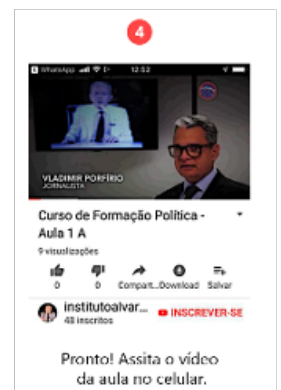 4
WhatsApp 12:52
VLADIMIR PORFÍRIO
JORNALISTA
Curso de Formação Política -
Aula 1 A
9 visualizações
0 0 Compart... Download Salvar
institutoalvar... INSCREVER-SE
48 inscritos
Pronto! Assita o vídeo
da aula no celular.